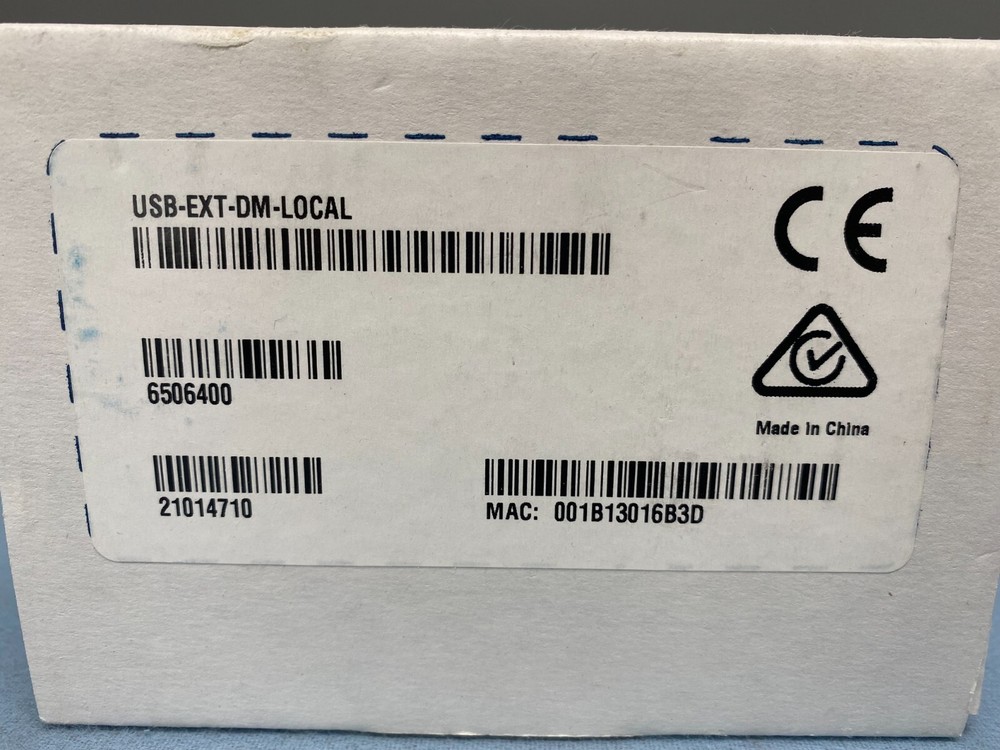 USB-EXT-DM-LOCAL
CE
6506400
Made in China
21014710
MAC: 001B13016B3D